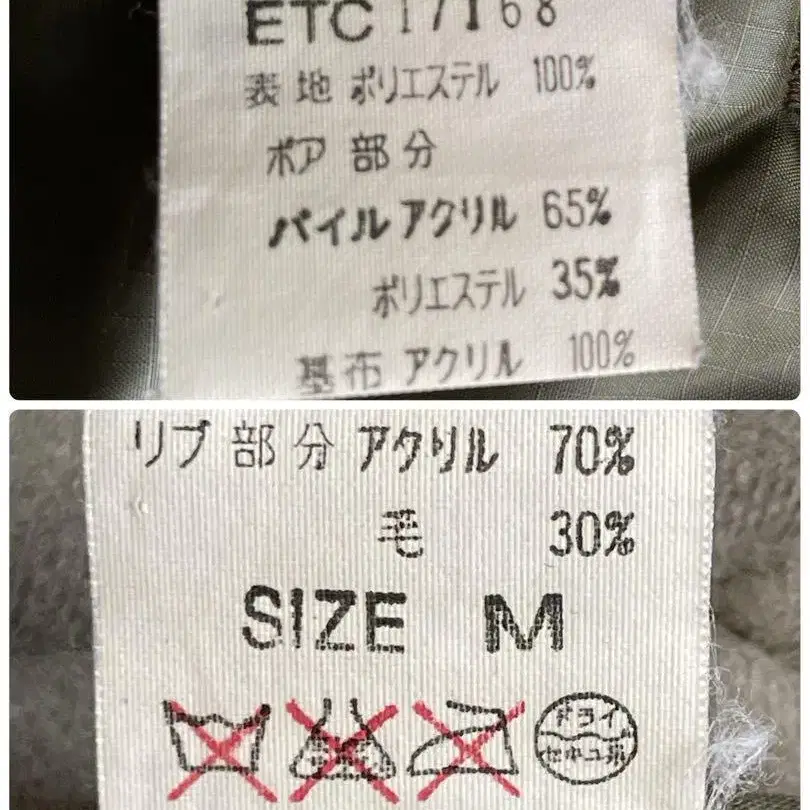 ETC 17168
表地 ポリエステル 100%
ボア 部分
パイル アクリル 65%
ポリエステル 35%
基布 アクリル 100%
リブ 部分 アクリル 70%
毛 30%
SIZE M
ドライ
セキユ系